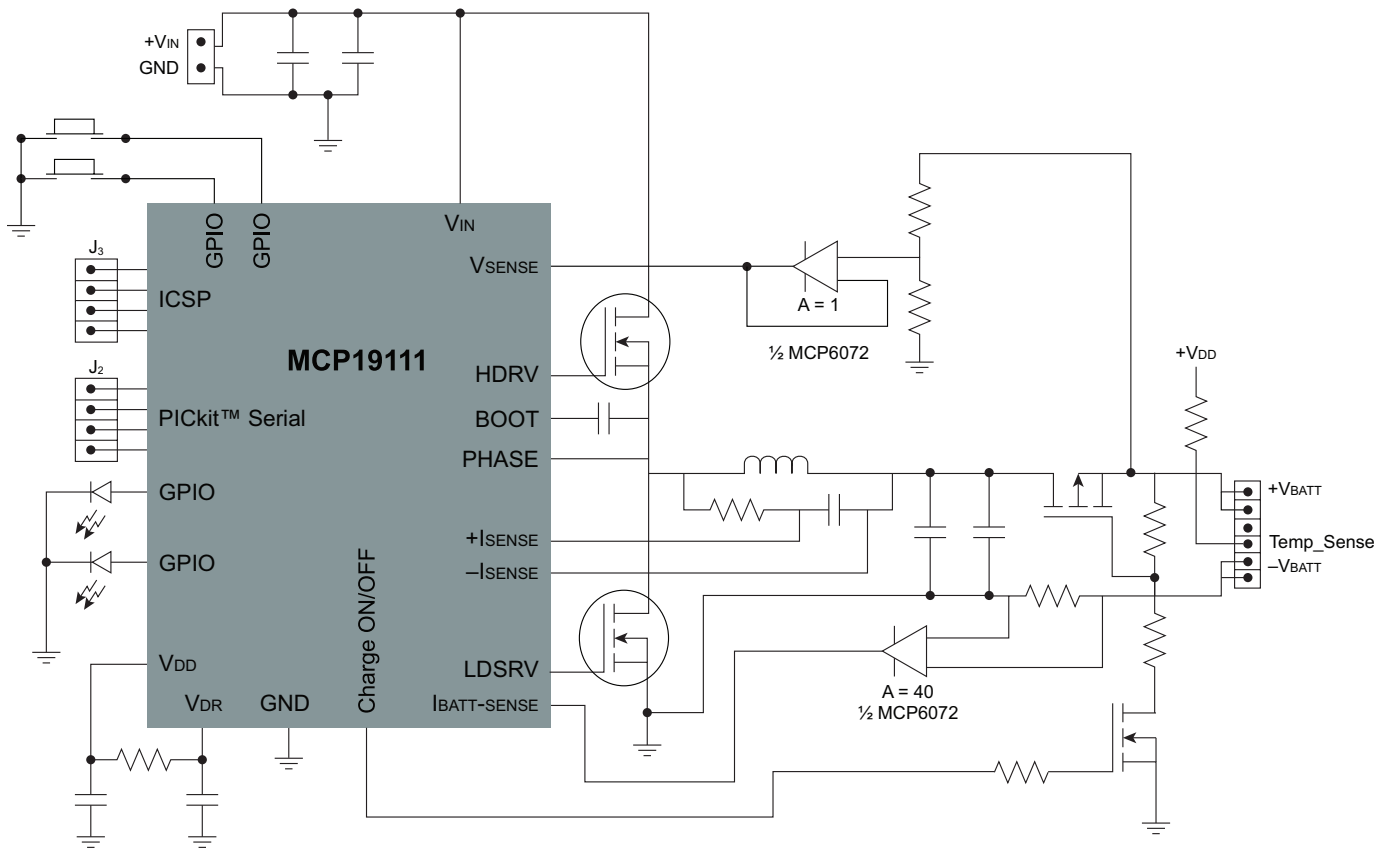 +VIN
GND
GPIO
GPIO
VIN
J3
ICSP
VSENSE
A = 1
½ MCP6072
MCP19111
HDRV
+VDD
J2
PICkit™ Serial
BOOT
PHASE
GPIO
+VBATT
+ISENSE
Temp_Sense
GPIO
–ISENSE
–VBATT
Charge ON/OFF
VDD
LDSRV
A = 40
½ MCP6072
VDR
GND
IBATT-SENSE